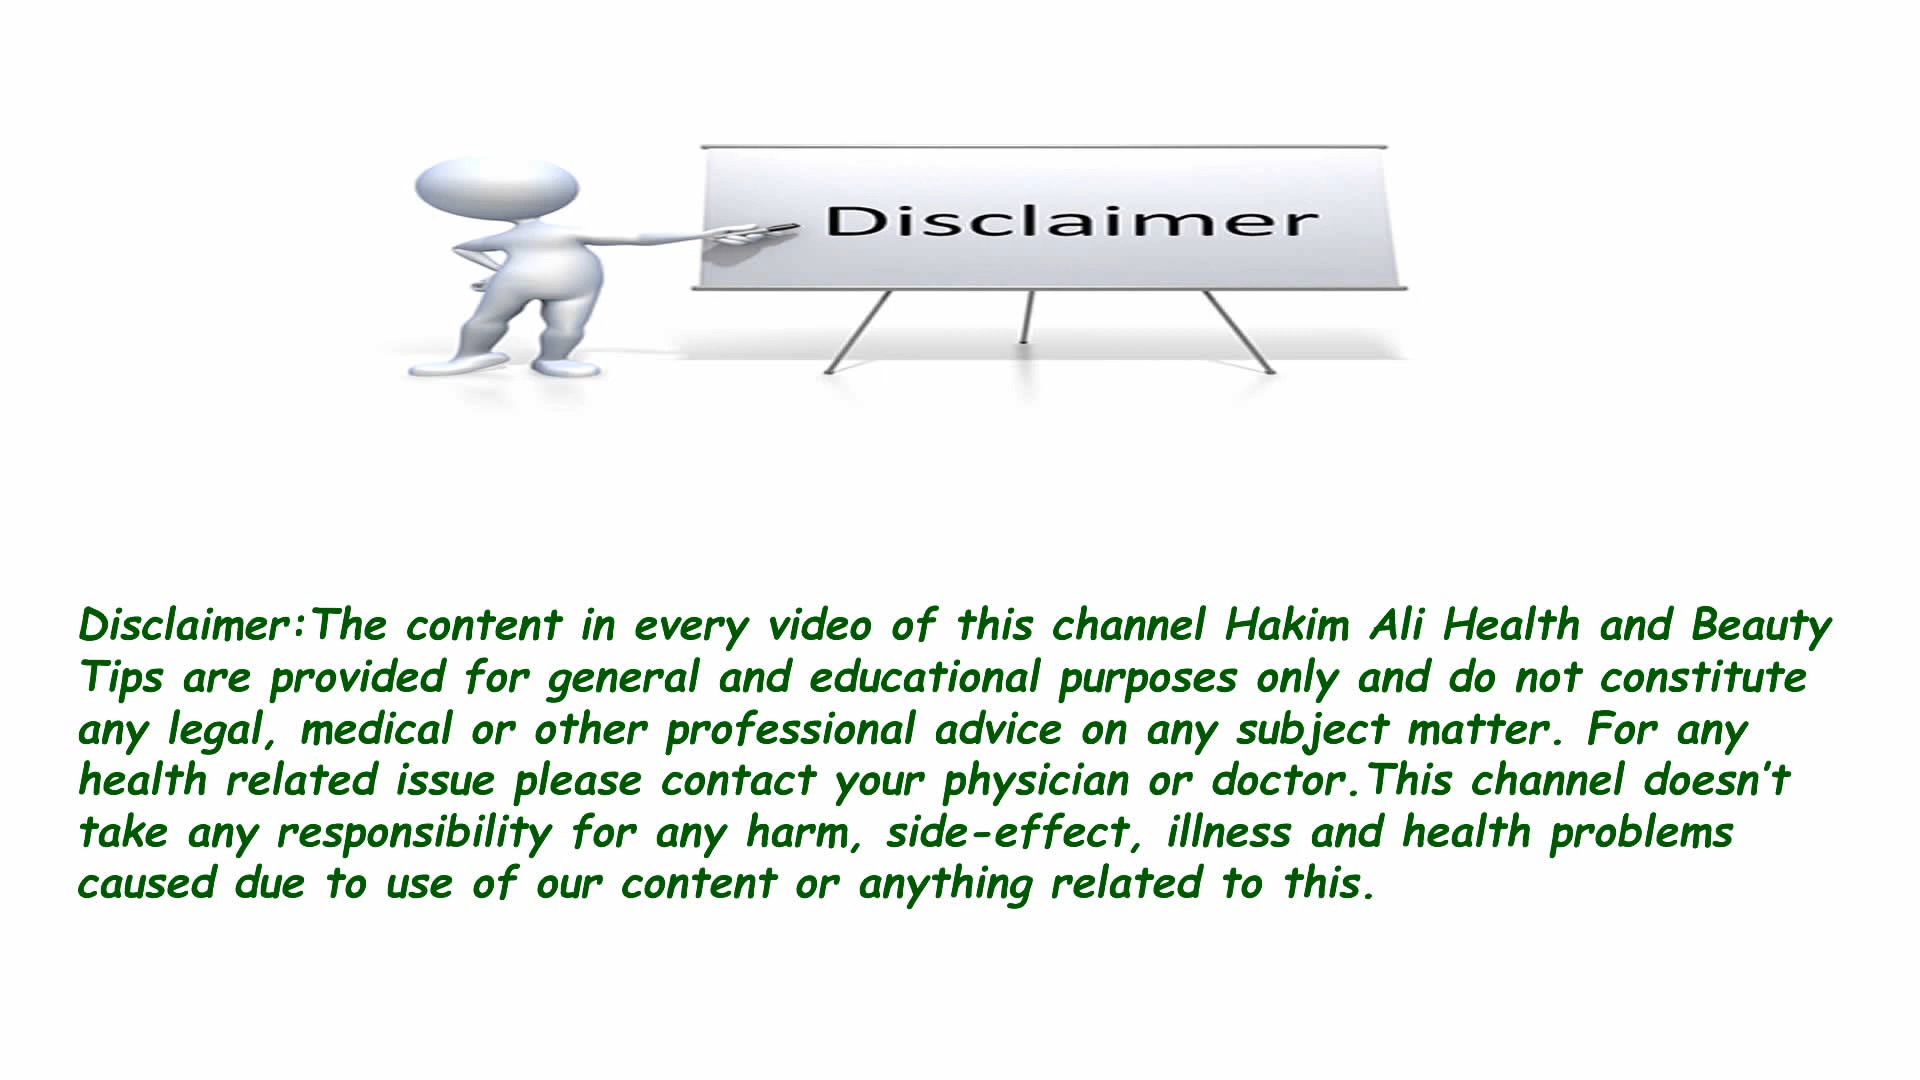 Disclaimer
Disclaimer:The content in every video of this channel Hakim Ali Health and Beauty
Tips are provided for general and educational purposes only and do not constitute
any legal, medical or other professional advice on any subject matter. For any
health related issue please contact your physician or doctor.This channel doesn't
take any responsibility for any harm, side-effect, illness and health problems
caused due to use of our content or anything related to this.